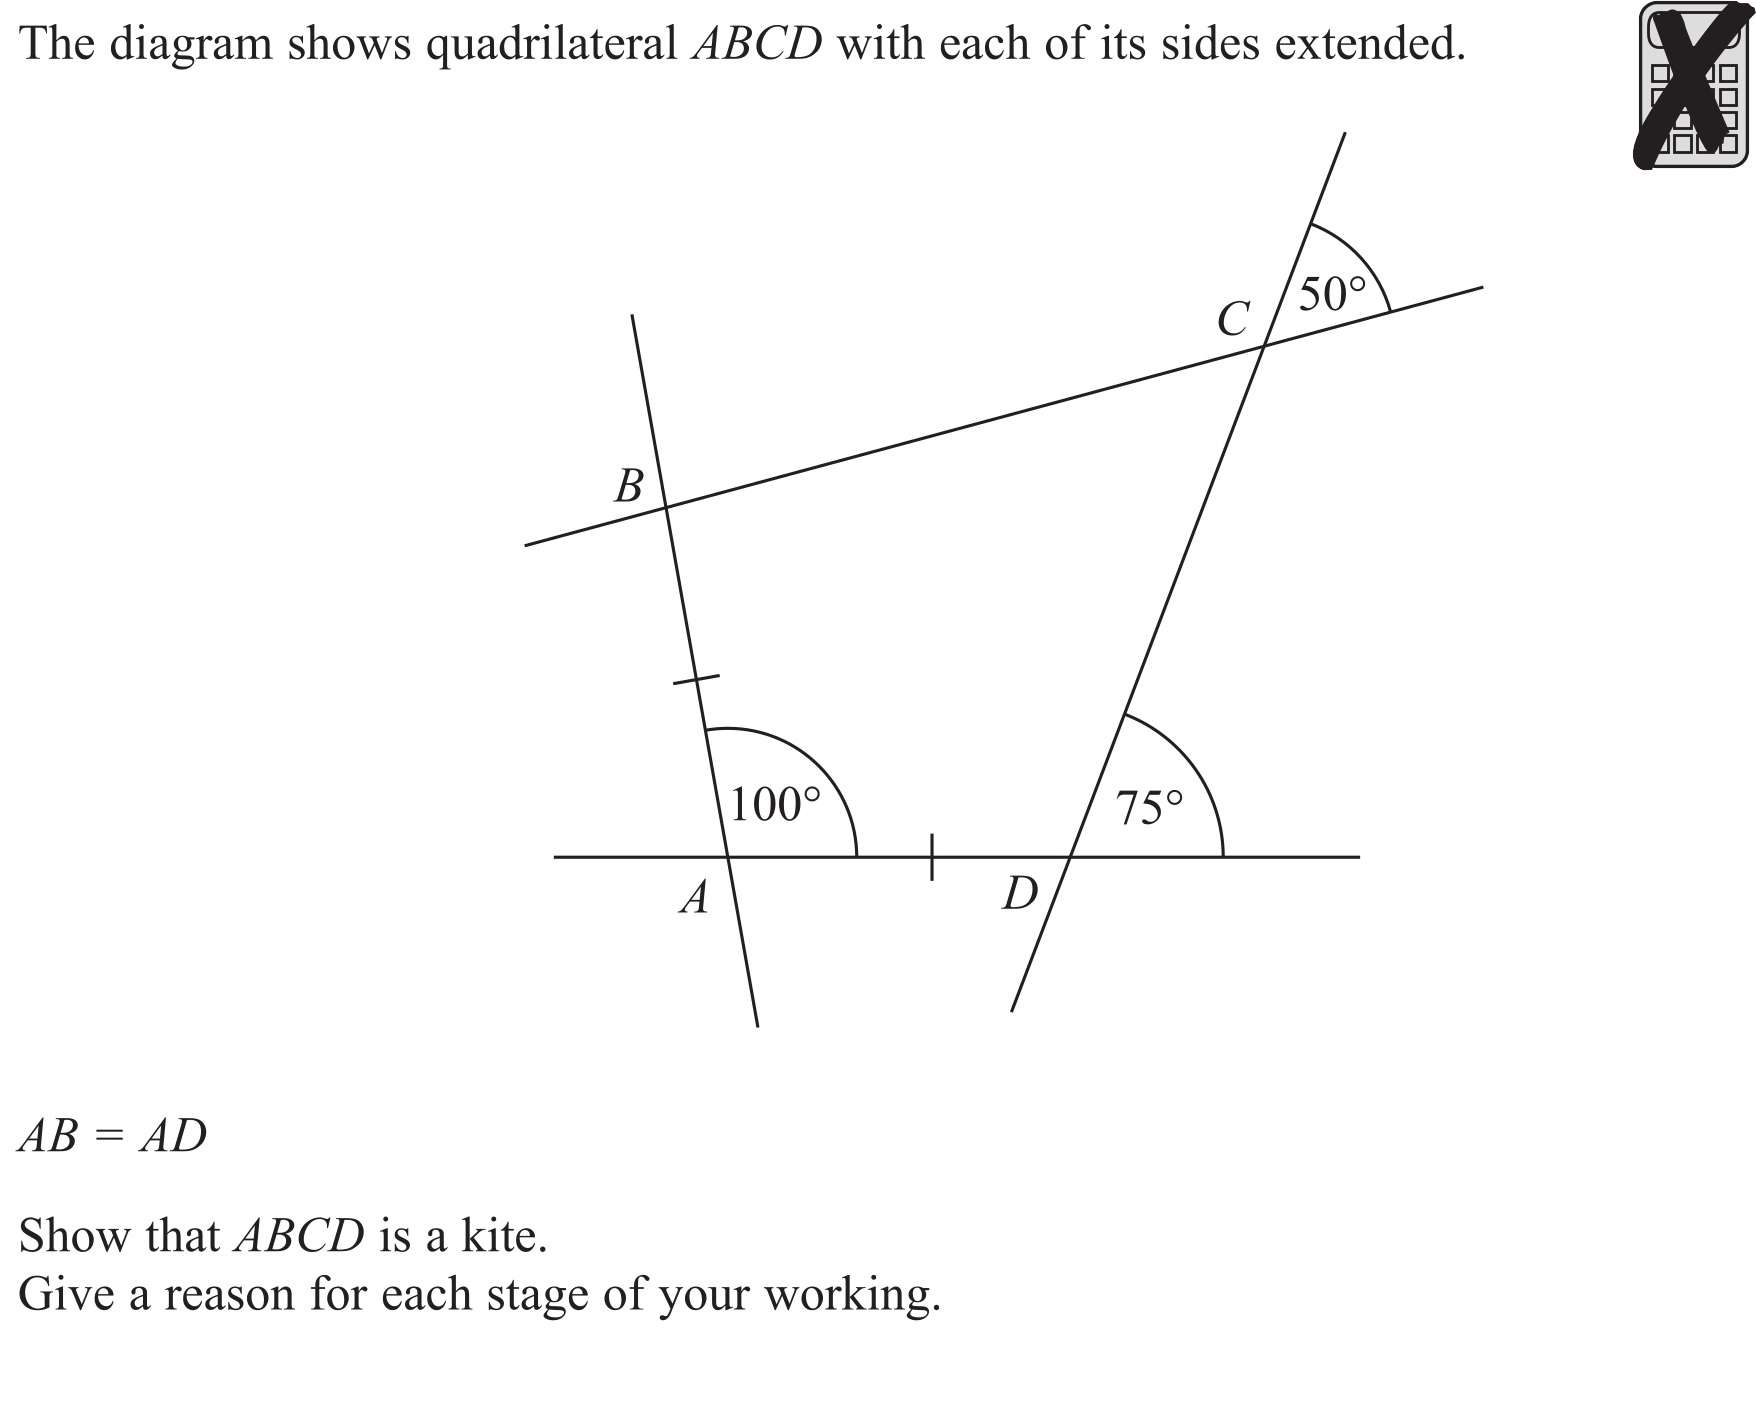 The diagram shows quadrilateral ABCD with each of its sides extended.
50°
C
B
100°
75°
A
D
AB = AD
Show that ABCD is a kite.
Give a reason for each stage of your working.